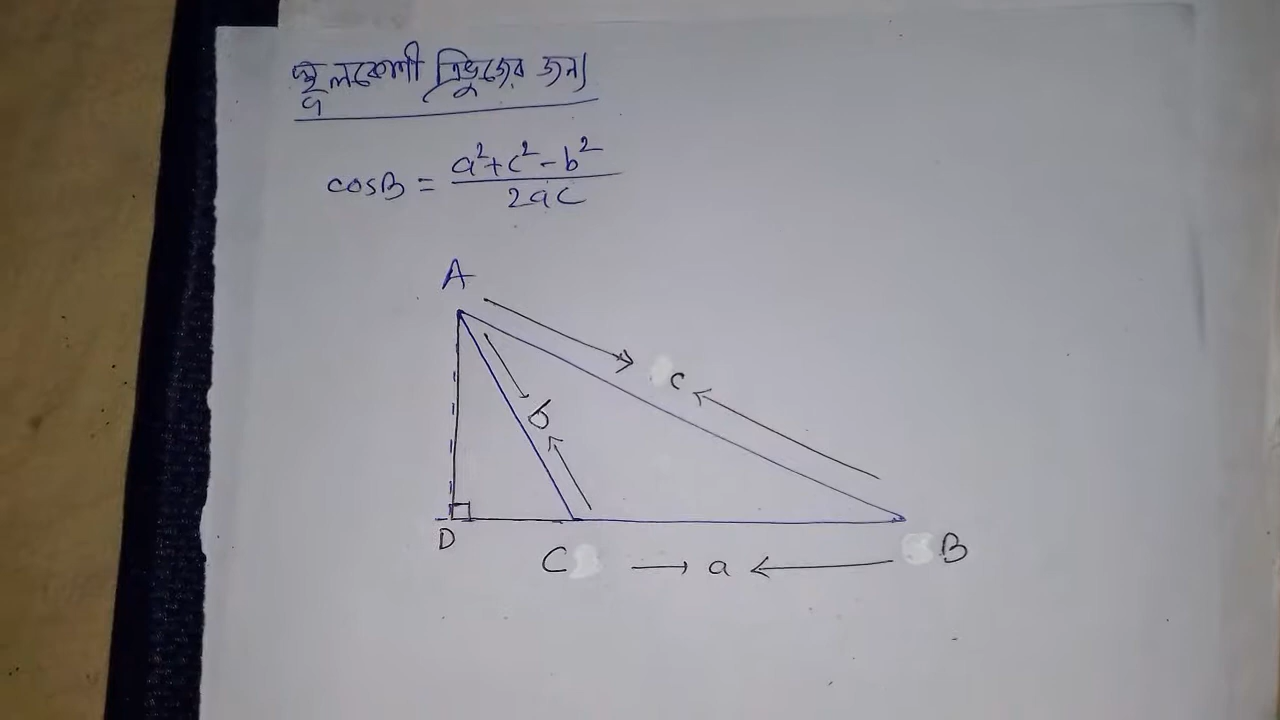 স্থূলকোণী ত্রিভুজের জন্য
cosB = a²+c²-b² / 2ac
A
c
b
D
C
a
B